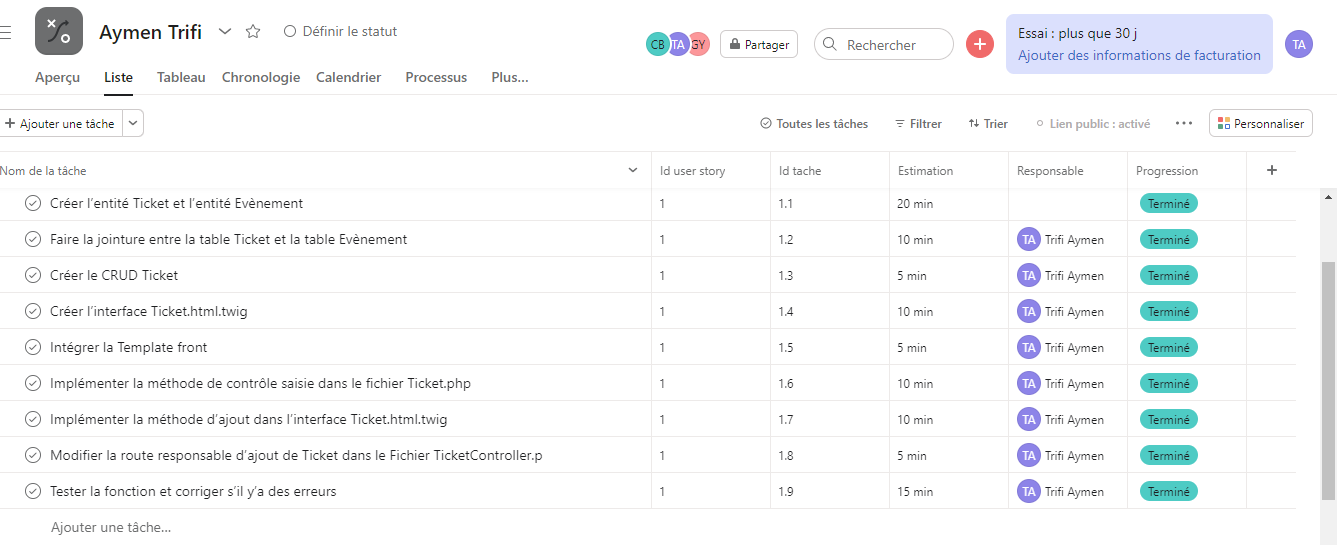 Aymen Trifi
Définir le statut
CB TA GY
Partager
Rechercher
Essai : plus que 30 j
Ajouter des informations de facturation
TA
Aperçu Liste Tableau Chronologie Calendrier Processus Plus...
Ajouter une tâche
Toutes les tâches Filtrer Trier Lien public : activé Personnaliser
Nom de la tâche Id user story Id tache Estimation Responsable Progression
Créer l'entité Ticket et l'entité Evènement 1 1.1 20 min Terminé
Faire la jointure entre la table Ticket et la table Evènement 1 1.2 10 min TA Trifi Aymen Terminé
Créer le CRUD Ticket 1 1.3 5 min TA Trifi Aymen Terminé
Créer l'interface Ticket.html.twig 1 1.4 10 min TA Trifi Aymen Terminé
Intégrer la Template front 1 1.5 5 min TA Trifi Aymen Terminé
Implémenter la méthode de contrôle saisie dans le fichier Ticket.php 1 1.6 10 min TA Trifi Aymen Terminé
Implémenter la méthode d'ajout dans l'interface Ticket.html.twig 1 1.7 10 min TA Trifi Aymen Terminé
Modifier la route responsable d'ajout de Ticket dans le Fichier TicketController.p 1 1.8 5 min TA Trifi Aymen Terminé
Tester la fonction et corriger s'il y'a des erreurs 1 1.9 15 min TA Trifi Aymen Terminé
Ajouter une tâche...